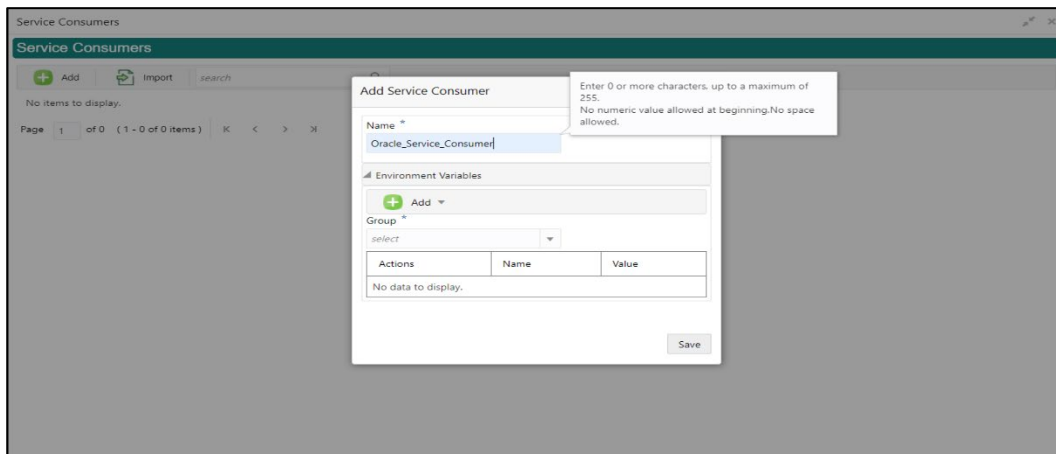 Service Consumers
Service Consumers
Add Import search
No items to display.
Page 1 of 0 ( 1 - 0 of 0 items )
Add Service Consumer
Enter 0 or more characters, up to a maximum of
255.
No numeric value allowed at beginning.No space
allowed.
Name *
Oracle_Service_Consumer
Environment Variables
Add
Group *
select
Actions Name Value
No data to display.
Save